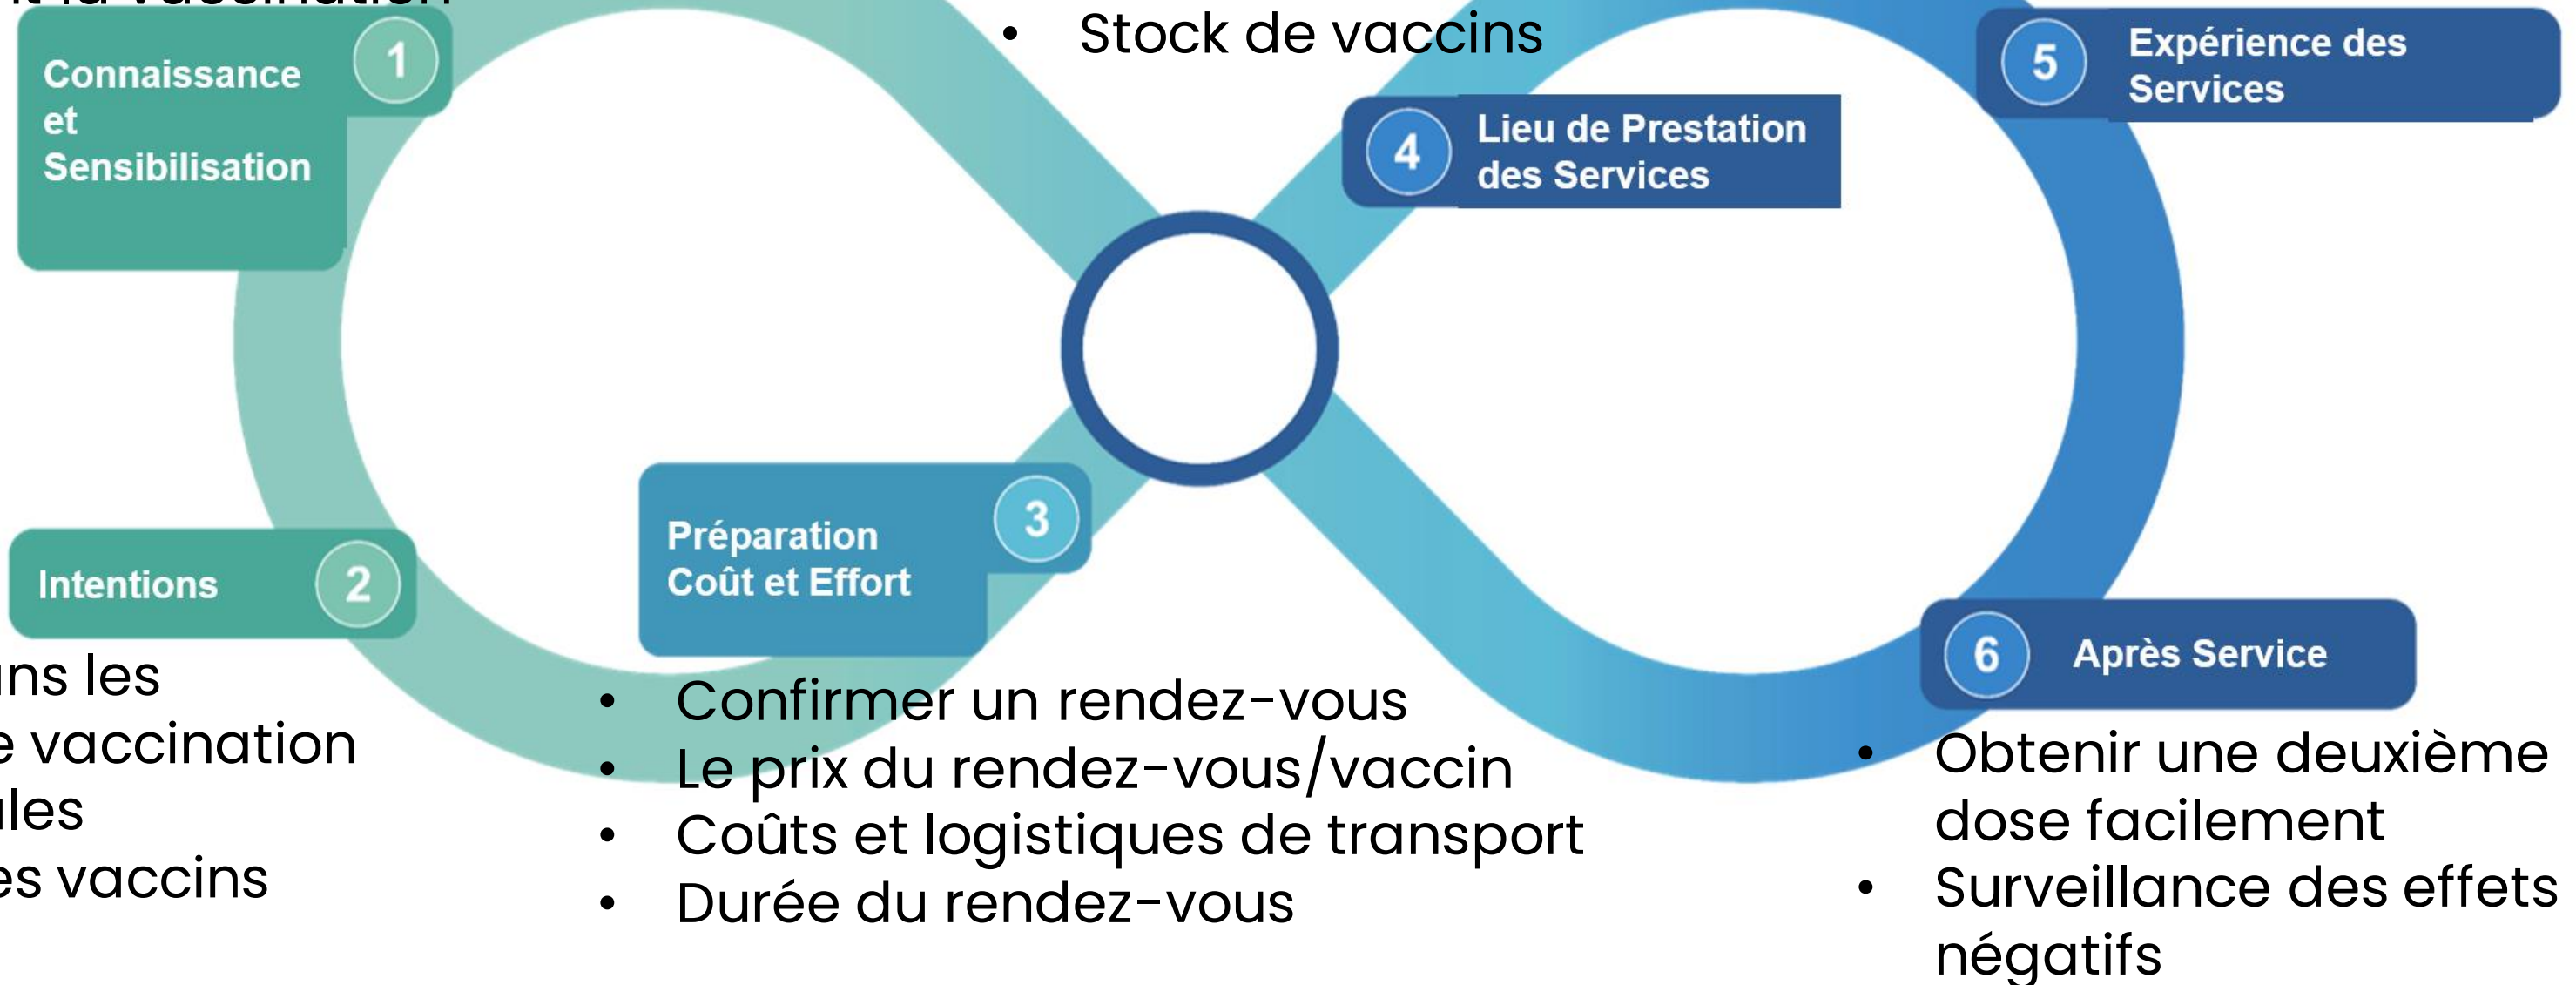 la vaccination
Connaissance
et
Sensibilisation
1
• Stock de vaccins
4
Lieu de Prestation
des Services
5
Expérience des
Services
Intentions
2
les
vaccination
vaccins
Préparation
Coût et Effort
3
• Confirmer un rendez-vous
• Le prix du rendez-vous/vaccin
• Coûts et logistiques de transport
• Durée du rendez-vous
6
Après Service
• Obtenir une deuxième
dose facilement
• Surveillance des effets
négatifs